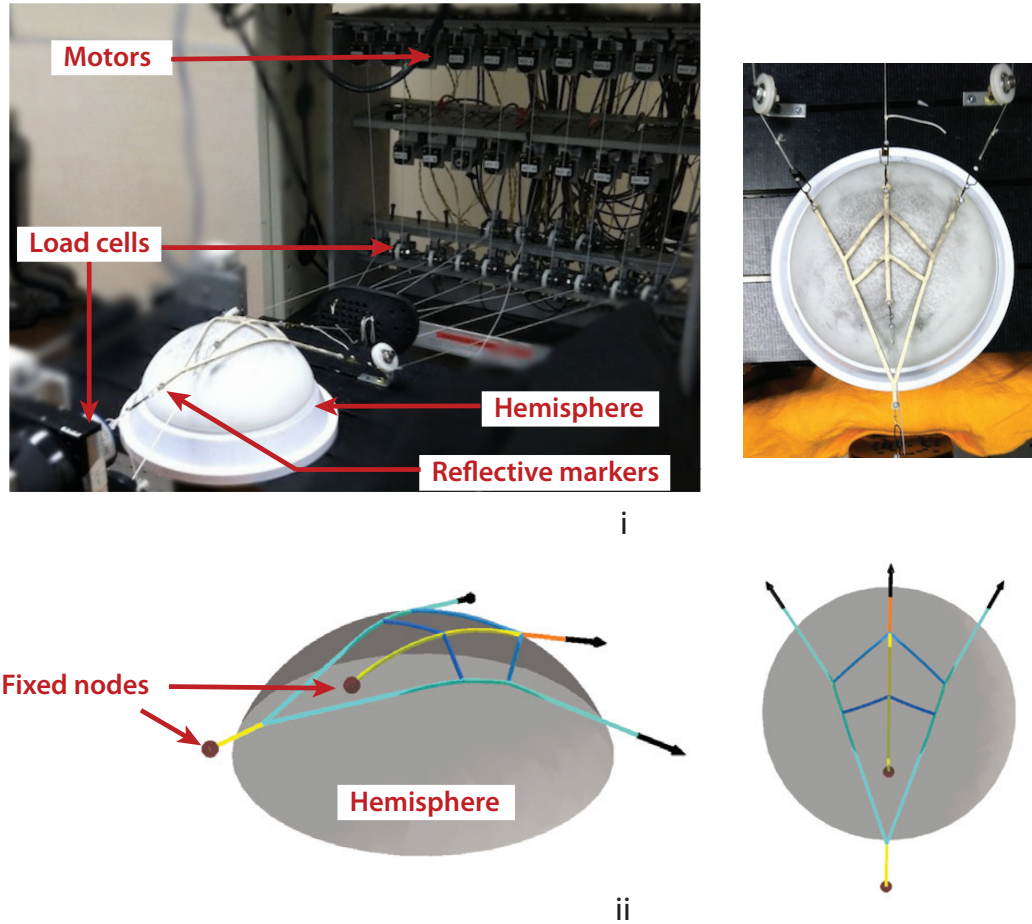 Motors
Load cells
Hemisphere
Reflective markers
i
Fixed nodes
Hemisphere
ii